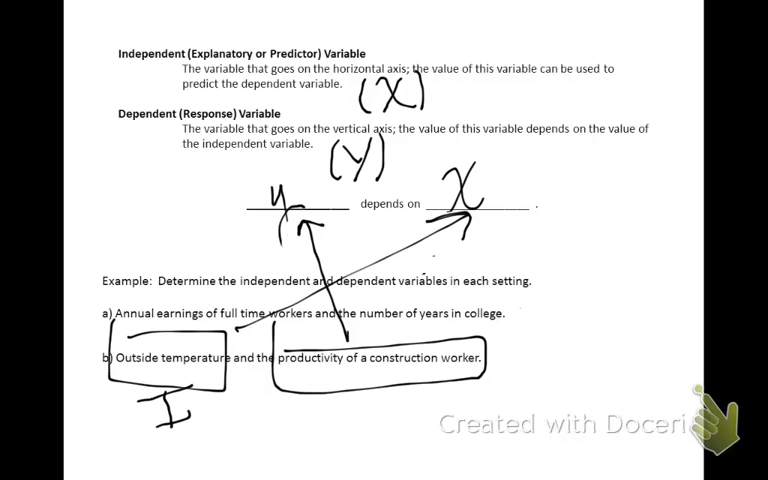 Independent (Explanatory or Predictor) Variable
The variable that goes on the horizontal axis; the value of this variable can be used to
predict the dependent variable. (X)
Dependent (Response) Variable
The variable that goes on the vertical axis; the value of this variable depends on the value of
the independent variable. (Y)
y depends on X .
Example: Determine the independent and dependent variables in each setting.
a) Annual earnings of full time workers and the number of years in college.
b) Outside temperature and the productivity of a construction worker.
I
Created with Doceri